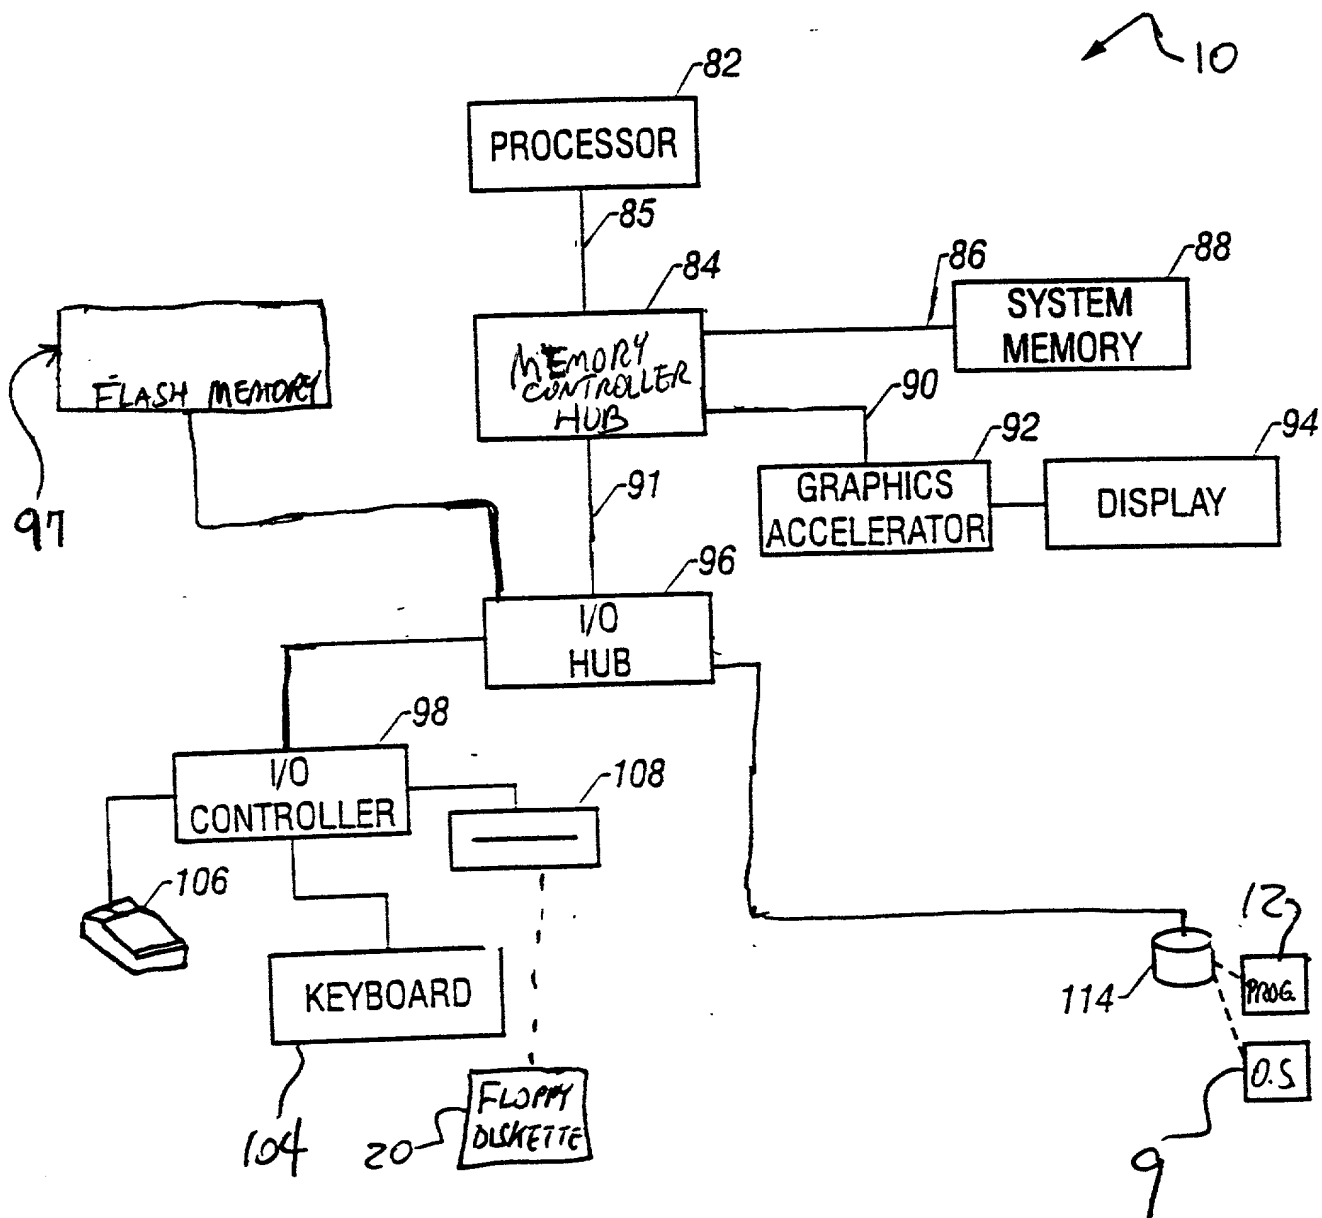 10
82
PROCESSOR
85
84
86
88
SYSTEM
MEMORY
MEMORY
CONTROLLER
HUB
FLASH MEMORY
97
90
92
94
GRAPHICS
ACCELERATOR
DISPLAY
91
96
I/O
HUB
98
I/O
CONTROLLER
108
106
KEYBOARD
104
FLOPPY
DISKETTE
20
114
12
PROG.
O.S.
9